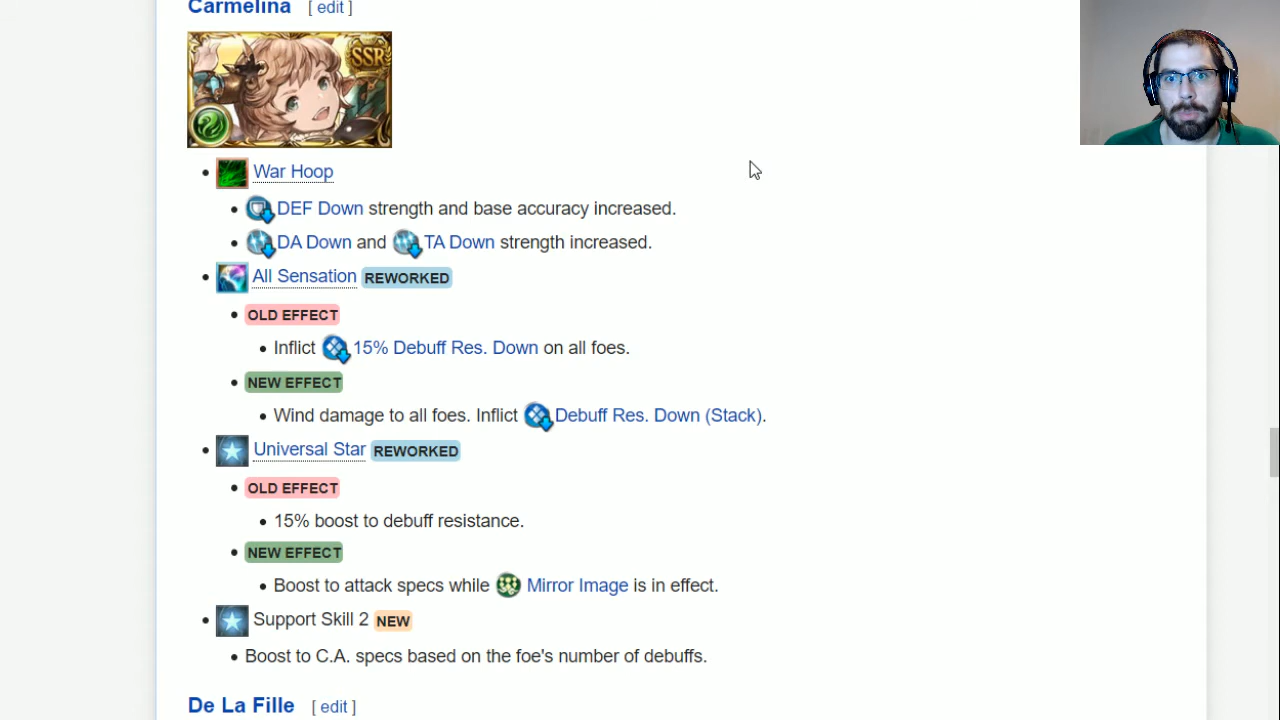 Carmelina [ edit ]
SSR
War Hoop
DEF Down strength and base accuracy increased.
DA Down and TA Down strength increased.
All Sensation REWORKED
OLD EFFECT
Inflict 15% Debuff Res. Down on all foes.
NEW EFFECT
Wind damage to all foes. Inflict Debuff Res. Down (Stack).
Universal Star REWORKED
OLD EFFECT
15% boost to debuff resistance.
NEW EFFECT
Boost to attack specs while Mirror Image is in effect.
Support Skill 2 NEW
Boost to C.A. specs based on the foe's number of debuffs.
De La Fille [ edit ]